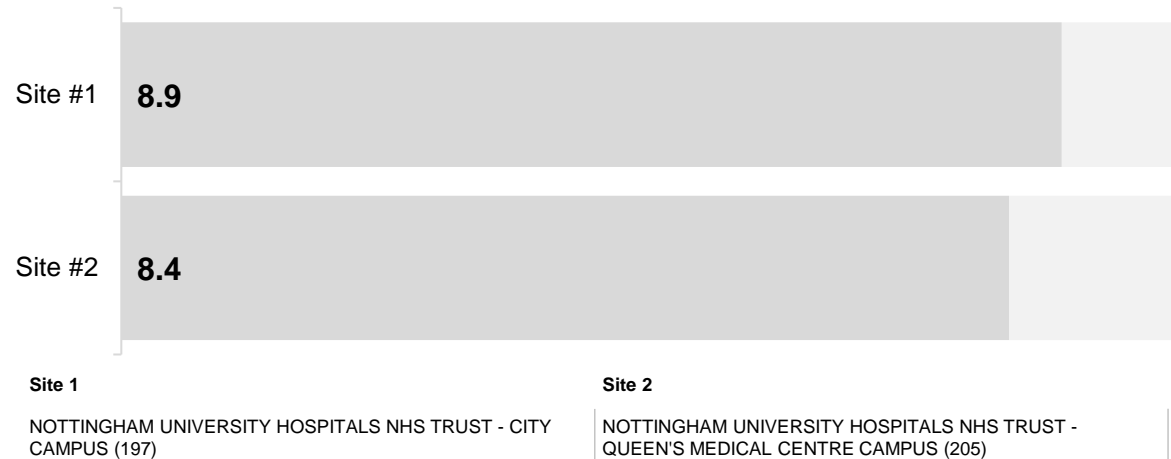 Site #1
8.9
Site #2
8.4
Site 1
NOTTINGHAM UNIVERSITY HOSPITALS NHS TRUST - CITY
CAMPUS (197)
Site 2
NOTTINGHAM UNIVERSITY HOSPITALS NHS TRUST -
QUEEN'S MEDICAL CENTRE CAMPUS (205)